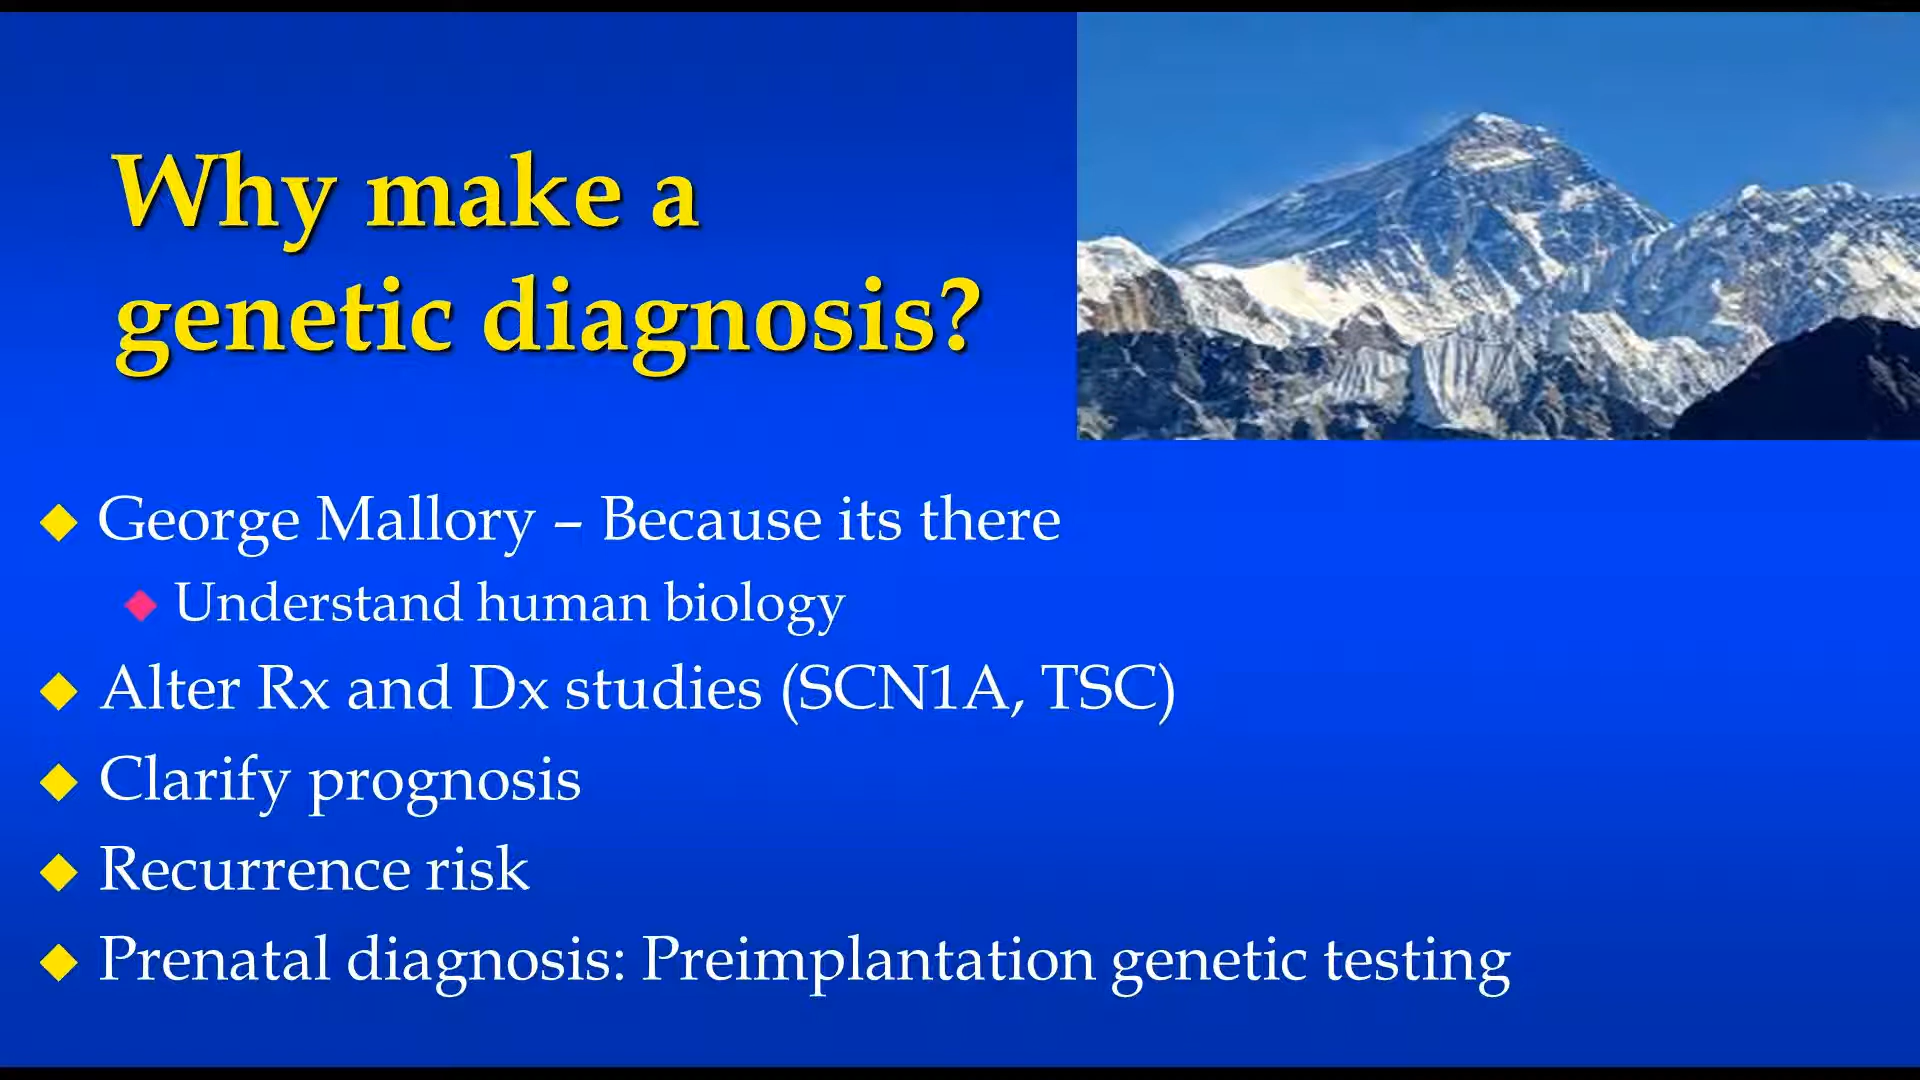 Why make a
genetic diagnosis?
George Mallory – Because its there
Understand human biology
Alter Rx and Dx studies (SCN1A, TSC)
Clarify prognosis
Recurrence risk
Prenatal diagnosis: Preimplantation genetic testing